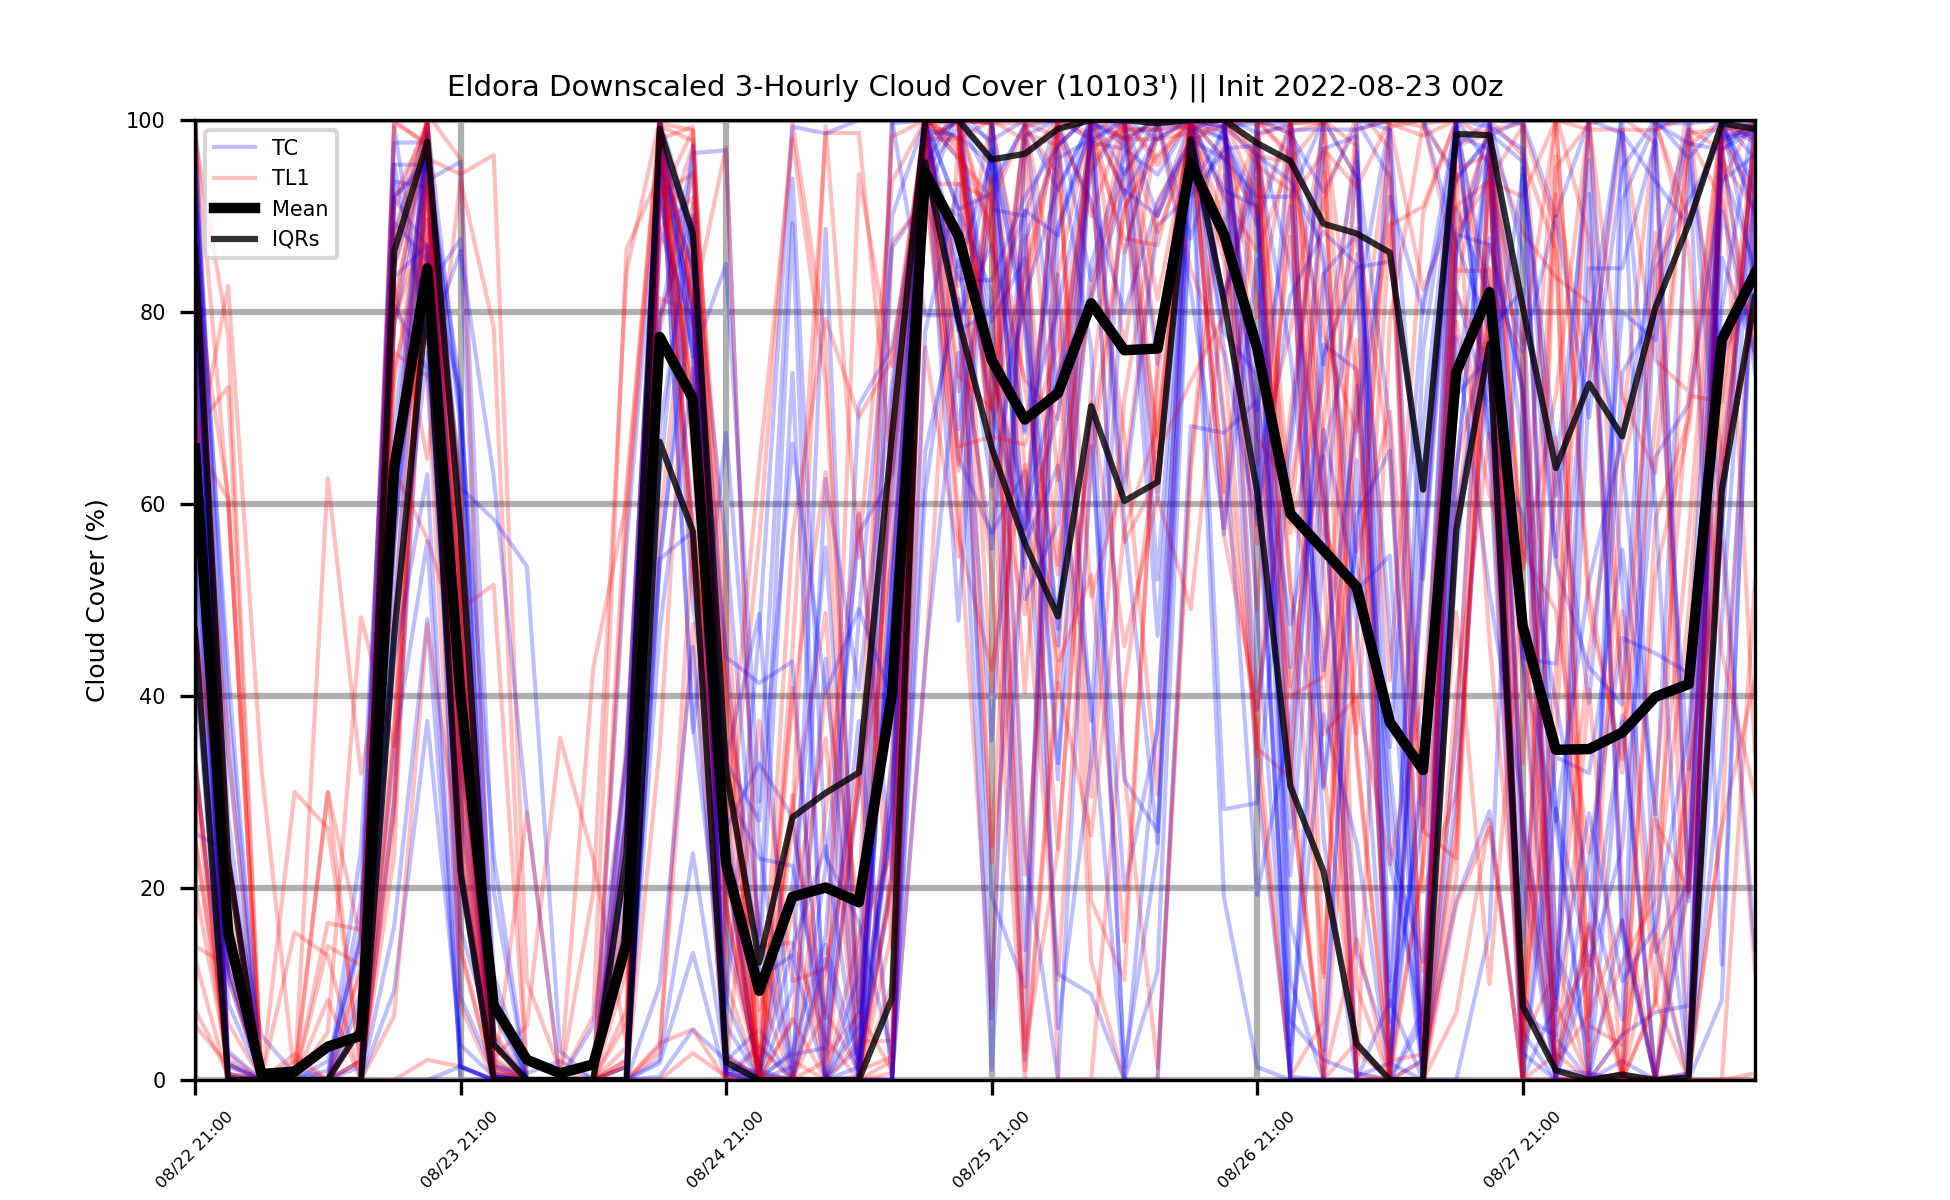 Eldora Downscaled 3-Hourly Cloud Cover (10103') || Init 2022-08-23 00z
TC
TL1
Mean
IQRs
Cloud Cover (%)
100
80
60
40
20
0
08/22 21:00
08/23 21:00
08/24 21:00
08/25 21:00
08/26 21:00
08/27 21:00